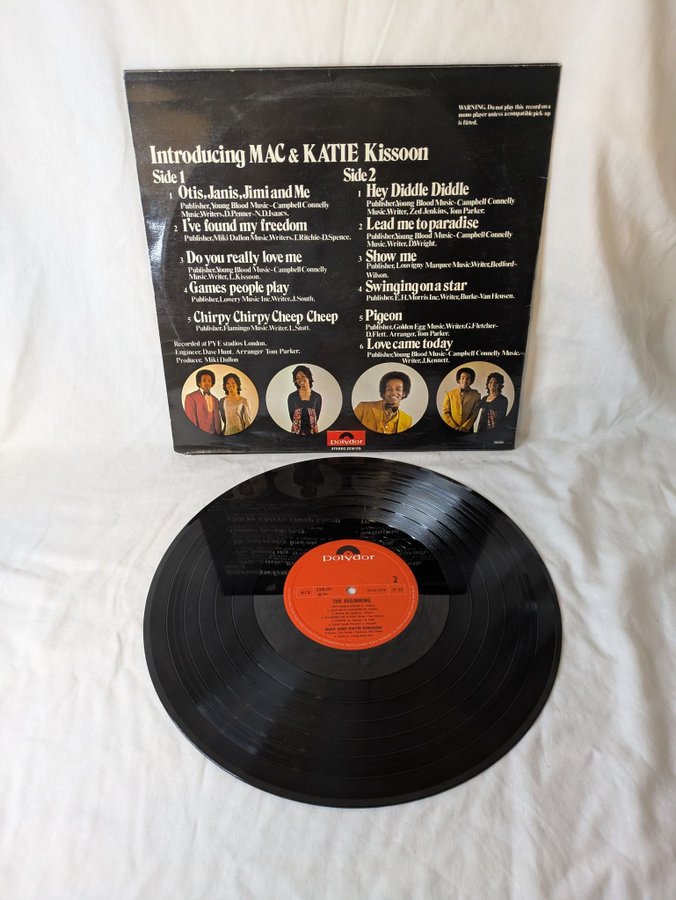 WARNING. Do not play this record on a
mono player unless a compatible pick-up
is fitted.
Introducing MAC & KATIE Kissoon
Side 1
1 Otis, Janis, Jimi and Me
Publisher, Young Blood Music-Campbell Connelly
Music. Writers, D. Penner-N.D. Isaacs.
2 I've found my freedom
Publisher, Miki Dallon Music. Writers. I. Ritchie-D. Spence.
3 Do you really love me
Publisher, Young Blood Music-Campbell Connelly
Music. Writer, L. Kissoon.
4 Games people play
Publisher, Lowery Music Inc. Writer, J. South.
5 Chirpy Chirpy Cheep Cheep
Publisher, Flamingo Music. Writer, L. Stott.
Recorded at PYE studios London.
Engineer, Dave Hunt. Arranger Tom Parker.
Producer, Miki Dallon
Side 2
1 Hey Diddle Diddle
Publisher, Young Blood Music-Campbell Connelly
Music. Writer, Zed Jenkins, Tom Parker.
2 Lead me to paradise
Publisher, Young Blood Music-Campbell Connelly
Music. Writer, D. Wright.
3 Show me
Publisher, Louvigny Marquee Music. Writer, Bedford-
Wilson.
4 Swinging on a star
Publisher, E.H. Morris Inc. Writer, Burke-Van Heusen.
5 Pigeon
Publisher, Golden Egg Music. Writer, G. Fletcher-
D. Flett. Arranger, Tom Parker.
6 Love came today
Publisher, Young Blood Music-Campbell Connelly Music.
Writer, J. Kennett.
polydor
STEREO 2310 176
polydor
2
THE BEGINNING
MAC AND KATIE KISSOON